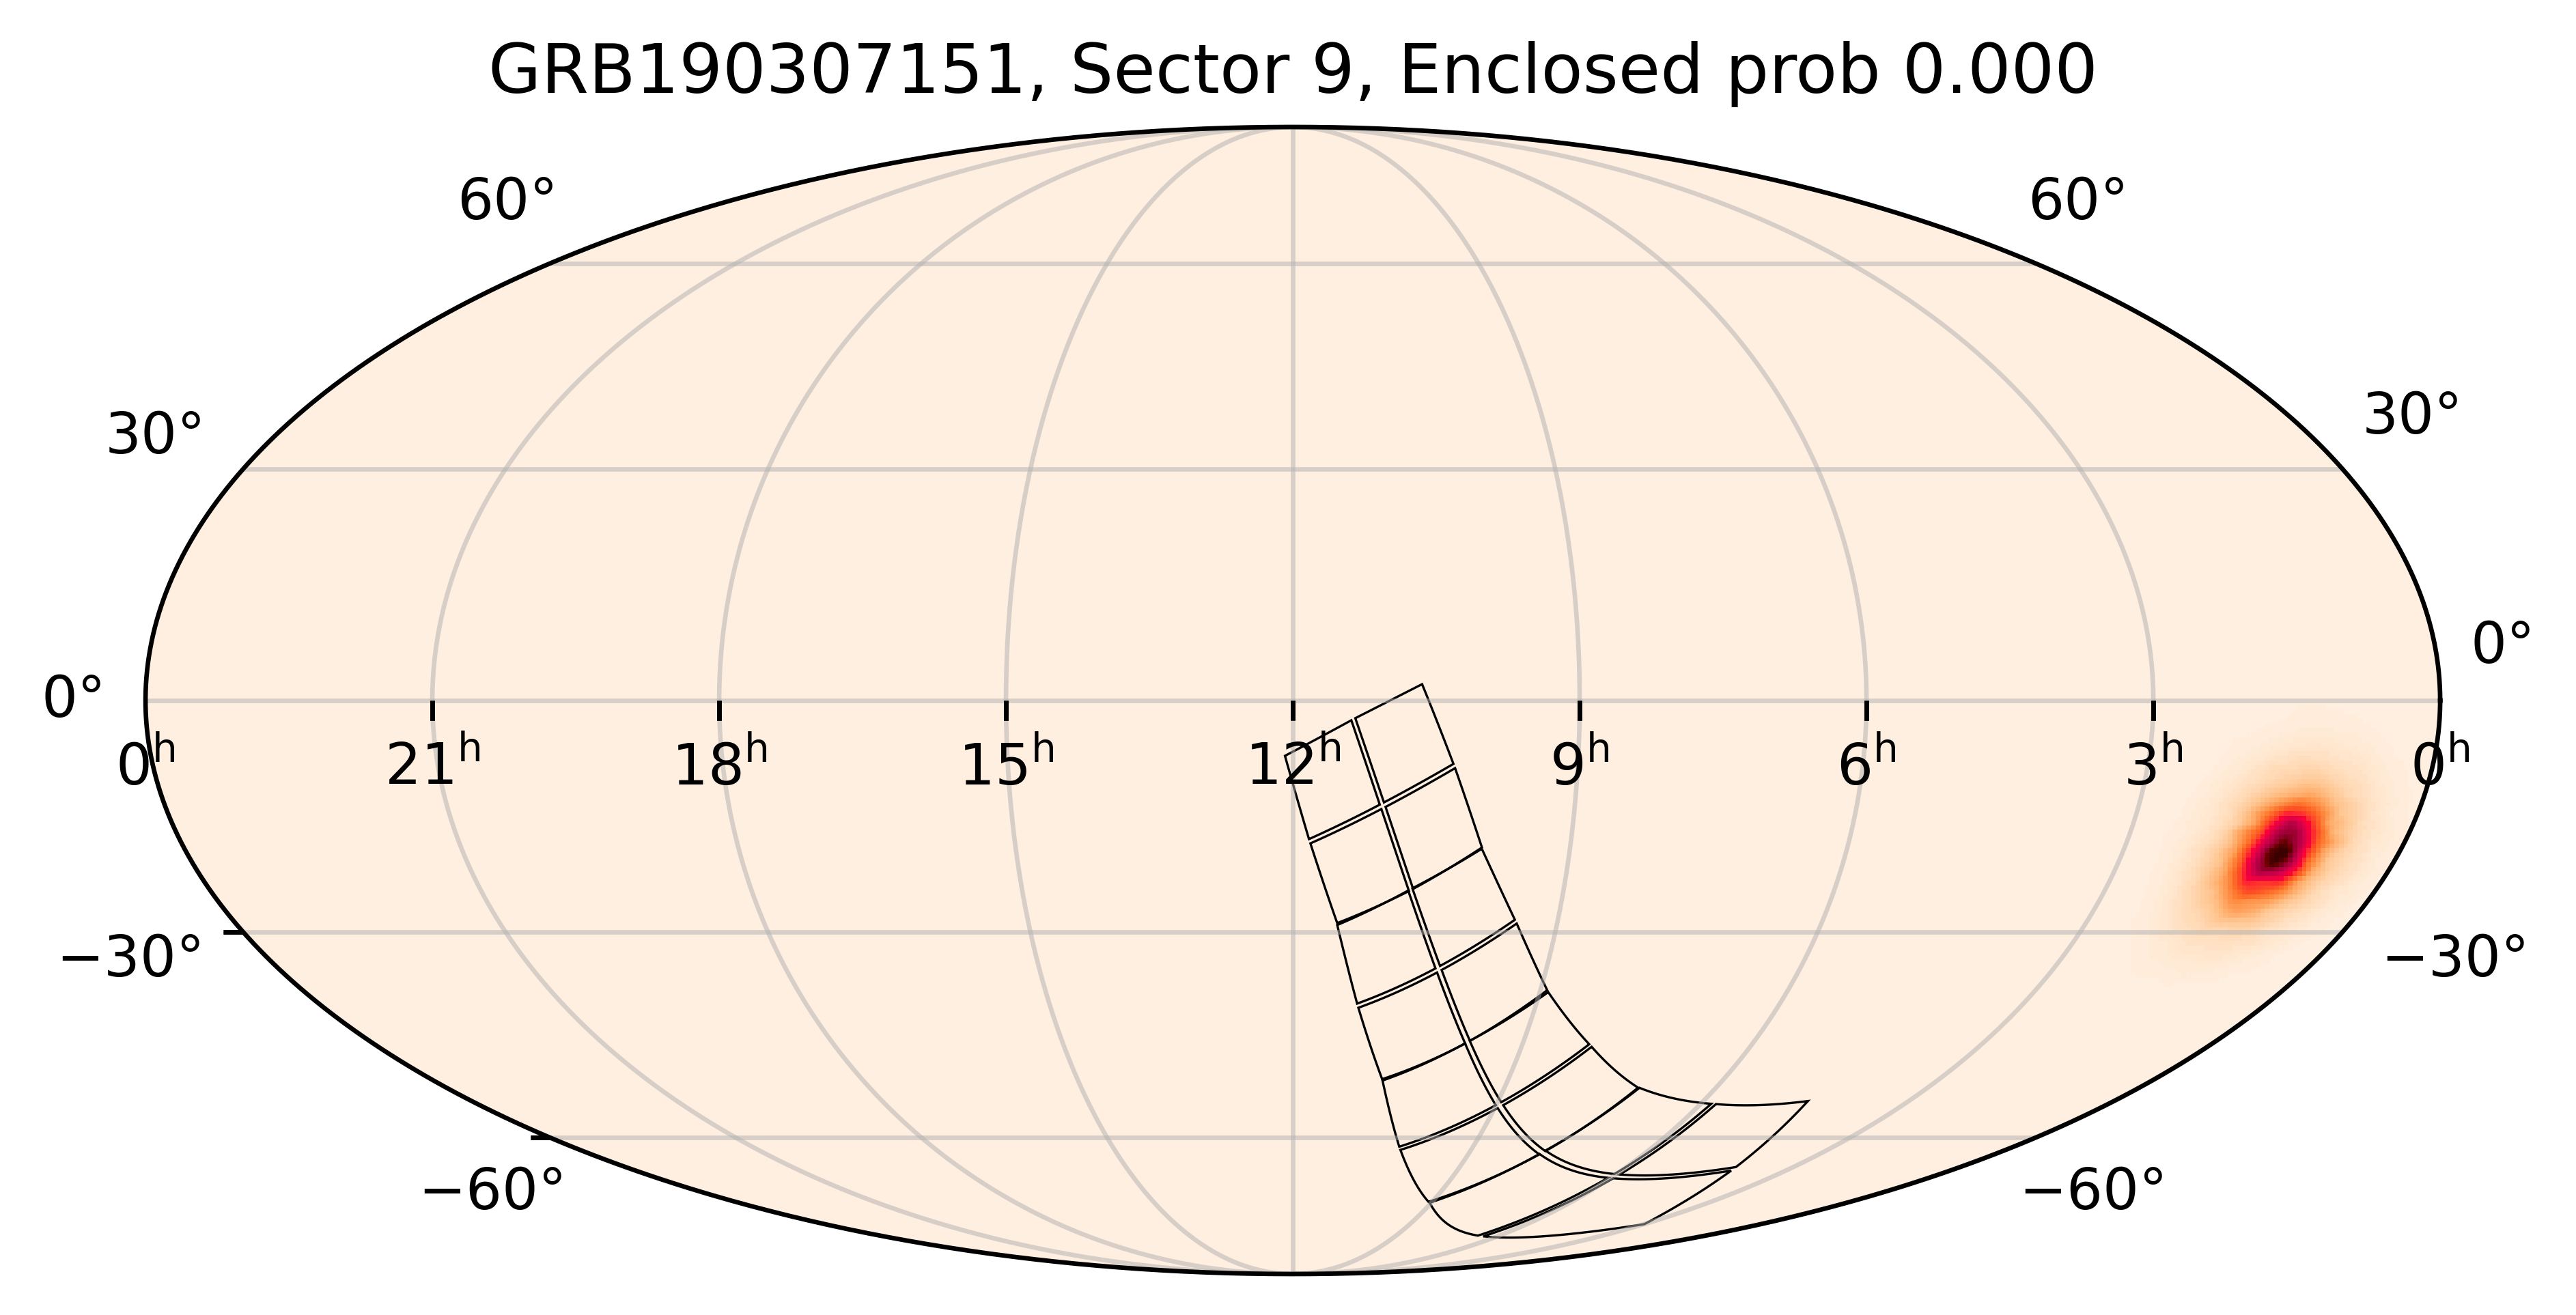 GRB190307151, Sector 9, Enclosed prob 0.000
60° 60°
30° 30°
0° 0°
0ʰ 21ʰ 18ʰ 15ʰ 12ʰ 9ʰ 6ʰ 3ʰ 0ʰ
−30° −30°
−60° −60°